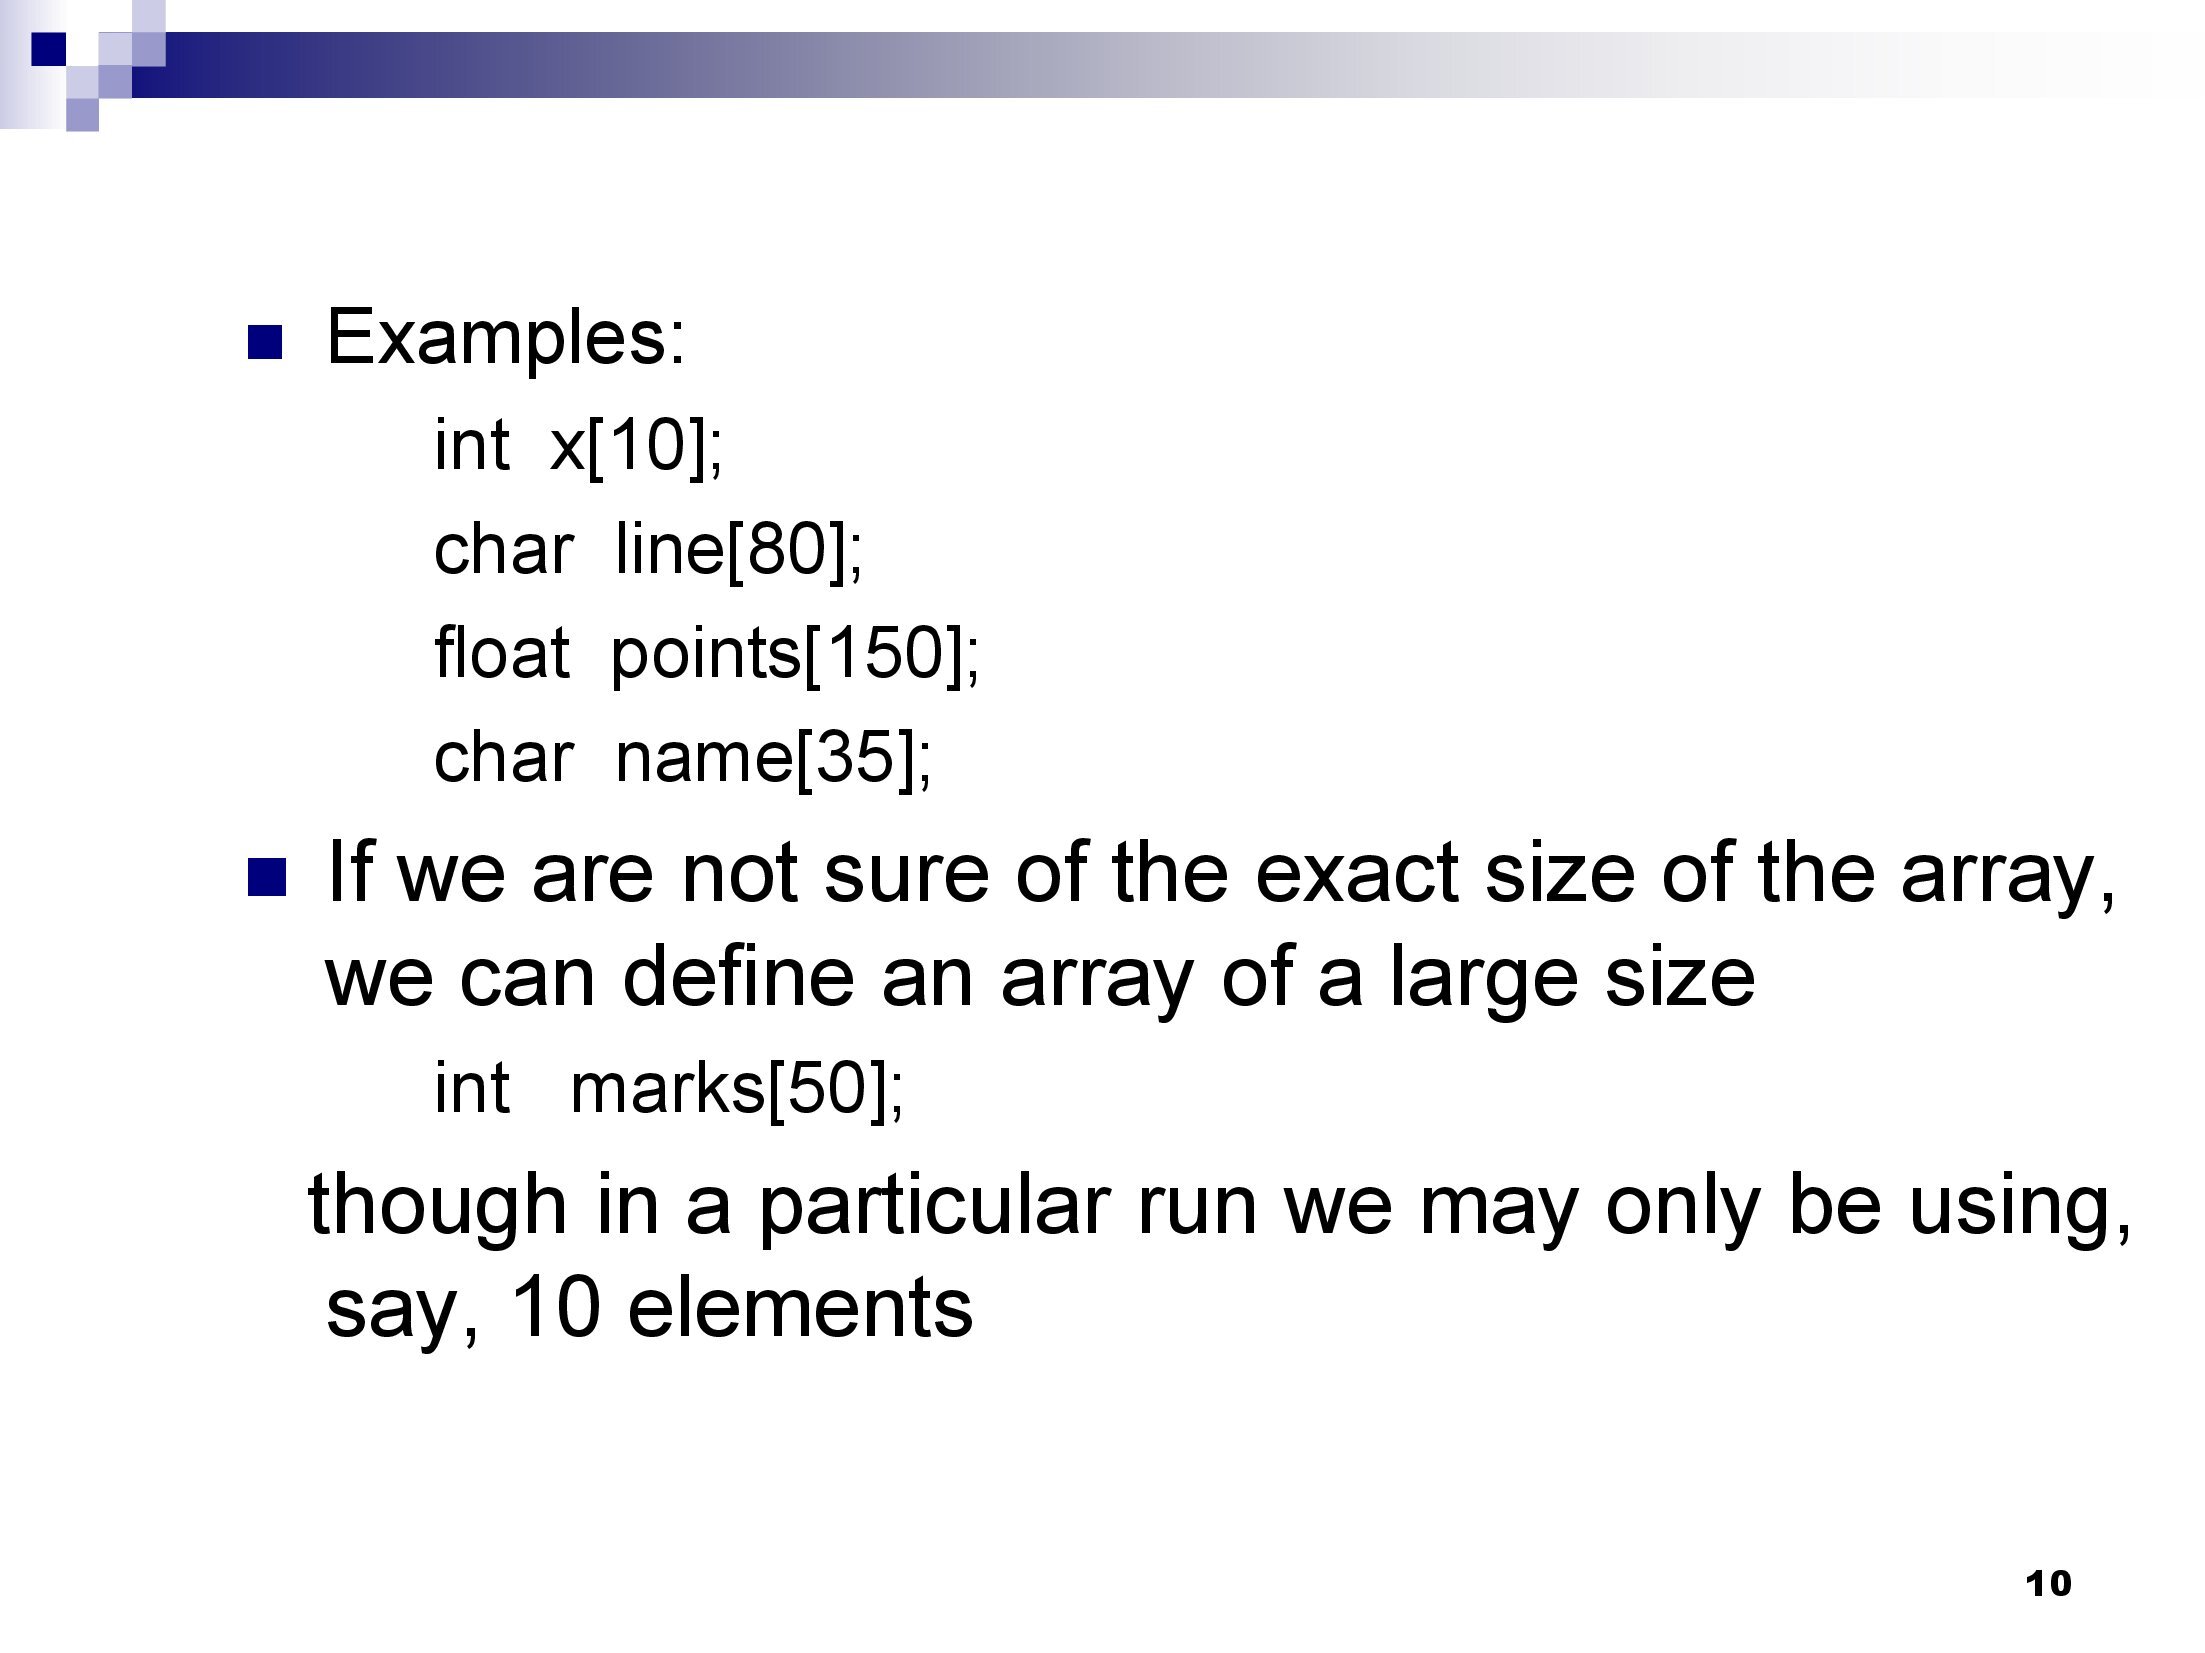 Examples:
int x[10];
char line[80];
float points[150];
char name[35];
If we are not sure of the exact size of the array,
we can define an array of a large size
int marks[50];
though in a particular run we may only be using,
say, 10 elements
10